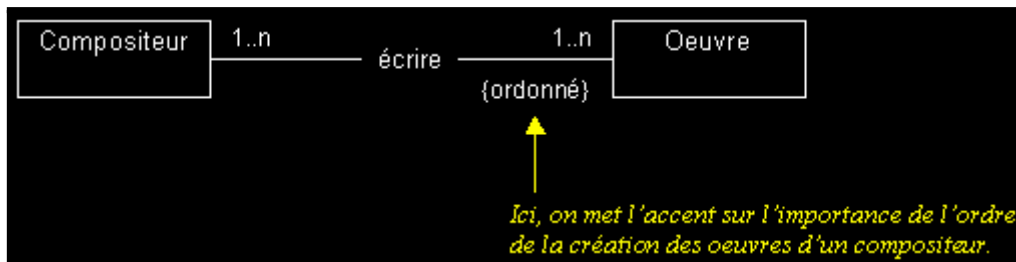 Compositeur 1..n écrire 1..n Oeuvre
{ordonné}
Ici, on met l'accent sur l'importance de l'ordre
de la création des oeuvres d'un compositeur.